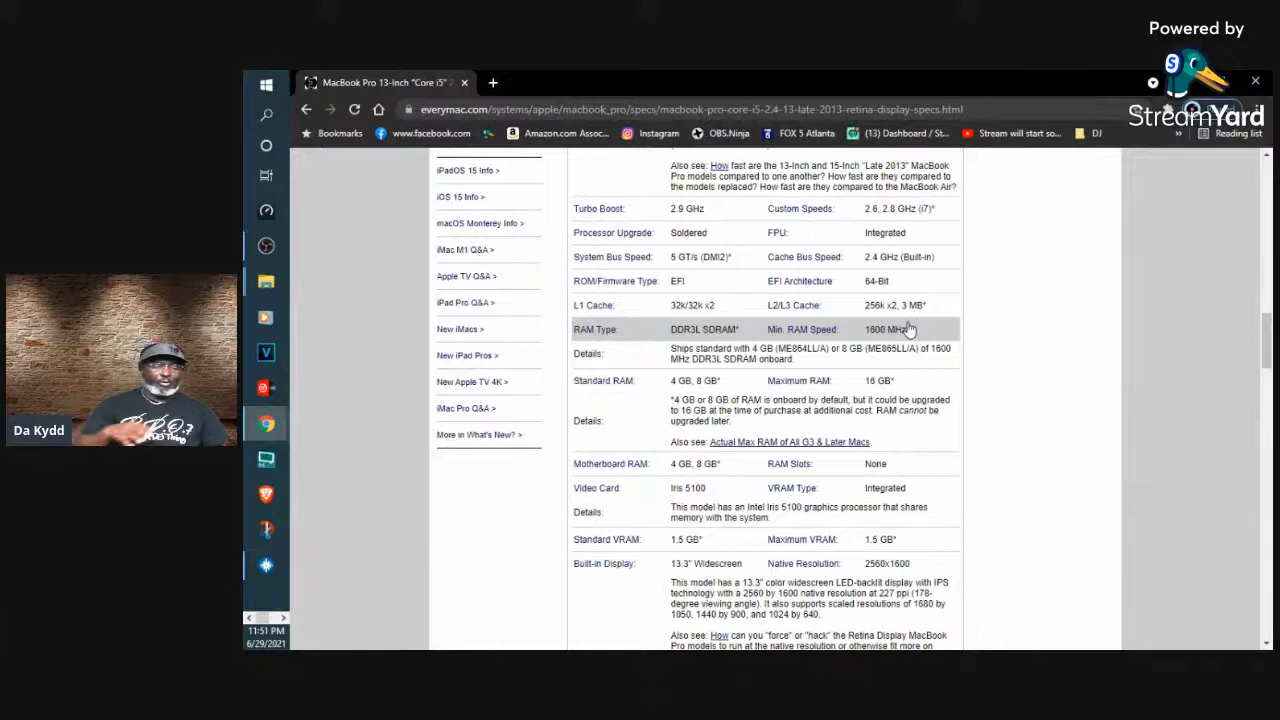 Powered by
StreamYard
MacBook Pro 13-Inch "Core i5"
everymac.com/systems/apple/macbook_pro/specs/macbook-pro-core-i5-2.4-13-late-2013-retina-display-specs.html
Bookmarks www.facebook.com Amazon.com Assoc... Instagram OBS.Ninja FOX 5 Atlanta (13) Dashboard / St... Stream will start so... DJ » Reading list
iPadOS 15 Info >
iOS 15 Info >
macOS Monterey Info >
iMac M1 Q&A >
Apple TV Q&A >
iPad Pro Q&A >
New iMacs >
New iPad Pros >
New Apple TV 4K >
iMac Pro Q&A >
More in What's New? >
Also see: How fast are the 13-Inch and 15-Inch "Late 2013" MacBook
Pro models compared to one another? How fast are they compared to
the models replaced? How fast are they compared to the MacBook Air?
Turbo Boost: 2.9 GHz Custom Speeds: 2.6, 2.8 GHz (i7)*
Processor Upgrade: Soldered FPU: Integrated
System Bus Speed: 5 GT/s (DMI2)* Cache Bus Speed: 2.4 GHz (Built-in)
ROM/Firmware Type: EFI EFI Architecture: 64-Bit
L1 Cache: 32k/32k x2 L2/L3 Cache: 256k x2, 3 MB*
RAM Type: DDR3L SDRAM* Min. RAM Speed: 1600 MHz
Details: Ships standard with 4 GB (ME864LL/A) or 8 GB (ME865LL/A) of 1600
MHz DDR3L SDRAM onboard.
Standard RAM: 4 GB, 8 GB* Maximum RAM: 16 GB*
*4 GB or 8 GB of RAM is onboard by default, but it could be upgraded
to 16 GB at the time of purchase at additional cost. RAM cannot be
Details: upgraded later.
Also see: Actual Max RAM of All G3 & Later Macs.
Motherboard RAM: 4 GB, 8 GB* RAM Slots: None
Video Card: Iris 5100 VRAM Type: Integrated
Details: This model has an Intel Iris 5100 graphics processor that shares
memory with the system.
Standard VRAM: 1.5 GB* Maximum VRAM: 1.5 GB*
Built-in Display: 13.3" Widescreen Native Resolution: 2560x1600
This model has a 13.3" color widescreen LED-backlit display with IPS
technology with a 2560 by 1600 native resolution at 227 ppi (178-
degree viewing angle). It also supports scaled resolutions of 1680 by
1050, 1440 by 900, and 1024 by 640.
Also see: How can you "force" or "hack" the Retina Display MacBook
Pro models to run at the native resolution or otherwise fit more on
Da Kydd
11:51 PM
6/29/2021